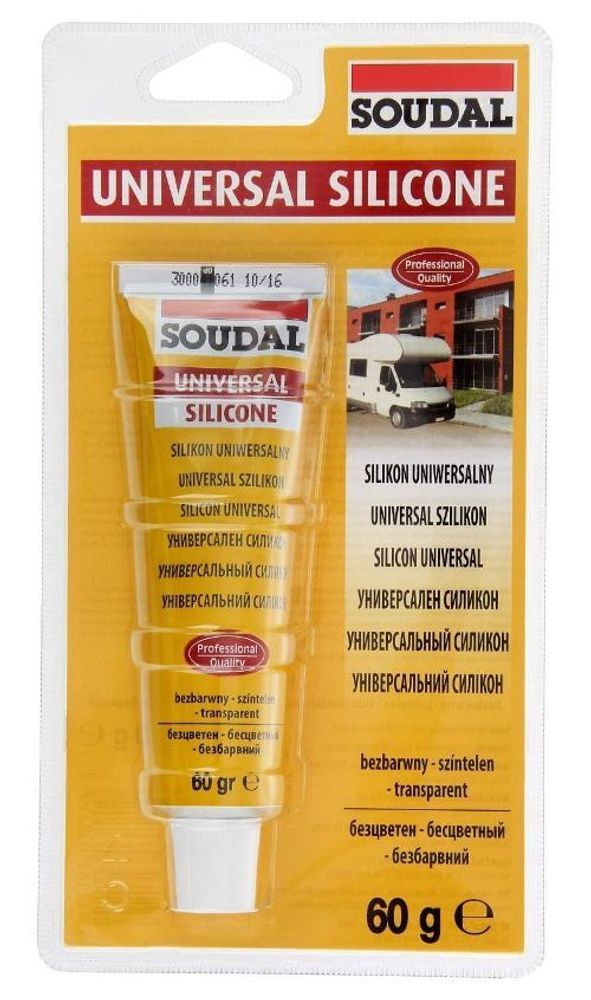 SOUDAL
UNIVERSAL SILICONE
Professional
Quality
061 10/16
SOUDAL
UNIVERSAL
SILICONE
SILIKON UNIWERSALNY
UNIVERSAL SZILIKON
SILICON UNIVERSAL
УНИВЕРСАЛЕН СИЛИКОН
УНИВЕРСАЛЬНЫЙ СИЛИКОН
УНІВЕРСАЛЬНИЙ СИЛІКОН
Professional
Quality
bezbarwny - színtelen
- transparent
безцветен - бесцветный
- безбарвний
60 gr ℮
SILIKON UNIWERSALNY
UNIVERSAL SZILIKON
SILICON UNIVERSAL
УНИВЕРСАЛЕН СИЛИКОН
УНИВЕРСАЛЬНЫЙ СИЛИКОН
УНІВЕРСАЛЬНИЙ СИЛІКОН
bezbarwny - színtelen
- transparent
безцветен - бесцветный
- безбарвний
60 g ℮